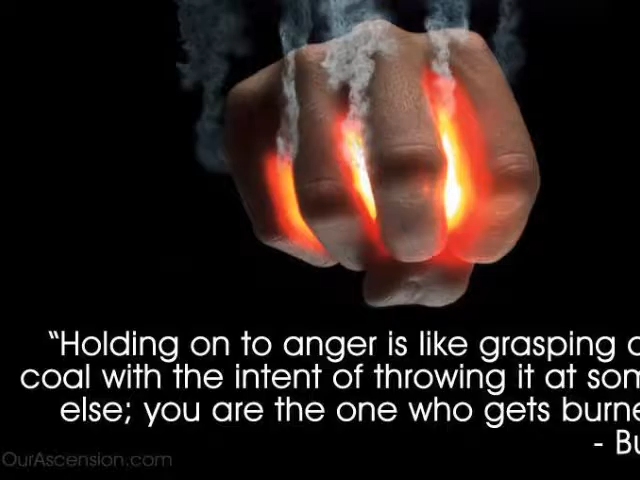 “Holding on to anger is like grasping
coal with the intent of throwing it at som
else; you are the one who gets burne
- Bu
OurAscension.com